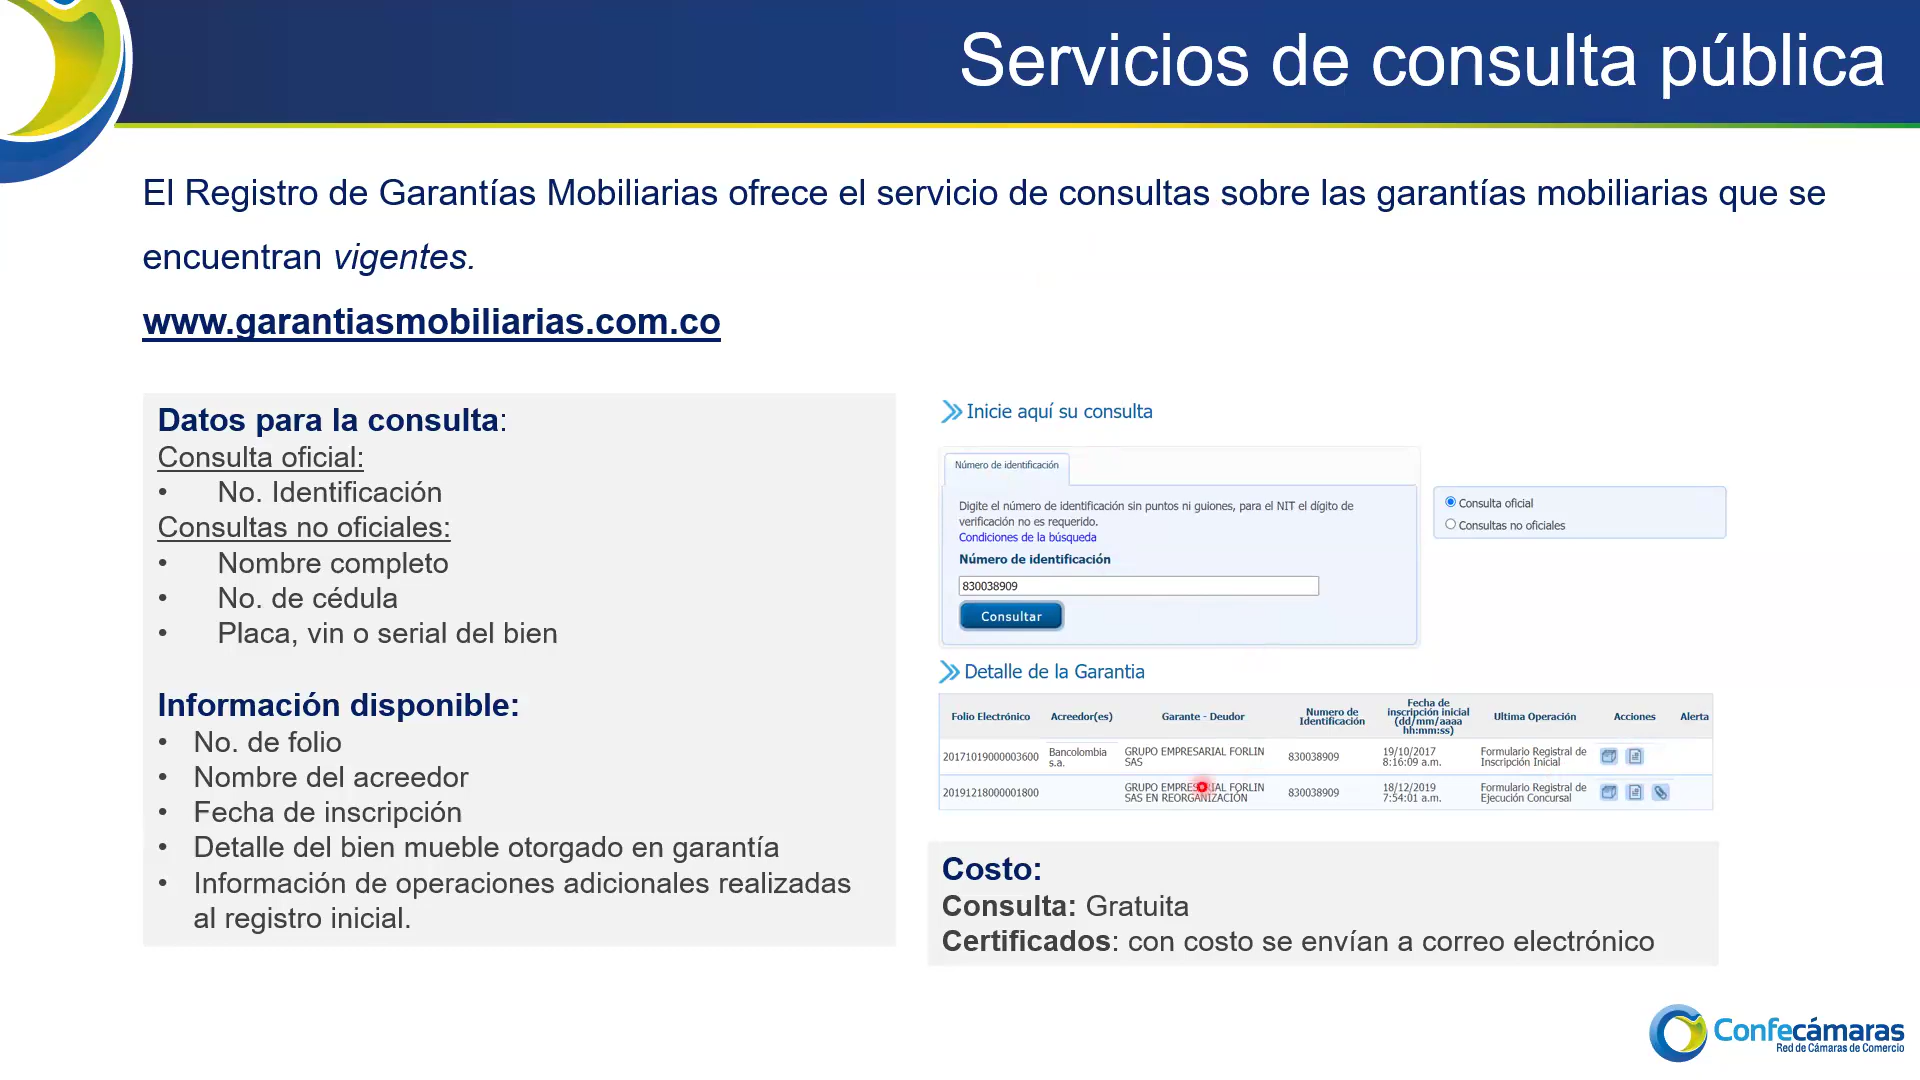 Servicios de consulta pública
El Registro de Garantías Mobiliarias ofrece el servicio de consultas sobre las garantías mobiliarias que se
encuentran vigentes.
www.garantiasmobiliarias.com.co
Datos para la consulta:
Consulta oficial:
• No. Identificación
Consultas no oficiales:
• Nombre completo
• No. de cédula
• Placa, vin o serial del bien
Información disponible:
• No. de folio
• Nombre del acreedor
• Fecha de inscripción
• Detalle del bien mueble otorgado en garantía
• Información de operaciones adicionales realizadas
al registro inicial.
Inicie aquí su consulta
Número de identificación
Digite el número de identificación sin puntos ni guiones, para el NIT el dígito de
verificación no es requerido.
Condiciones de la búsqueda
Número de identificación
830038909
Consultar
Consulta oficial
Consultas no oficiales
Detalle de la Garantia
Folio Electrónico Acreedor(es) Garante - Deudor Numero de Identificación Fecha de inscripción inicial (dd/mm/aaaa hh:mm:ss) Ultima Operación Acciones Alerta
20171019000003600 Bancolombia s.a. GRUPO EMPRESARIAL FORLIN SAS 830038909 19/10/2017 8:16:09 a.m. Formulario Registral de Inscripción Inicial
20191218000001800 GRUPO EMPRESARIAL FORLIN SAS EN REORGANIZACIÓN 830038909 18/12/2019 7:54:01 a.m. Formulario Registral de Ejecución Concursal
Costo:
Consulta: Gratuita
Certificados: con costo se envían a correo electrónico
Confecámaras
Red de Cámaras de Comercio